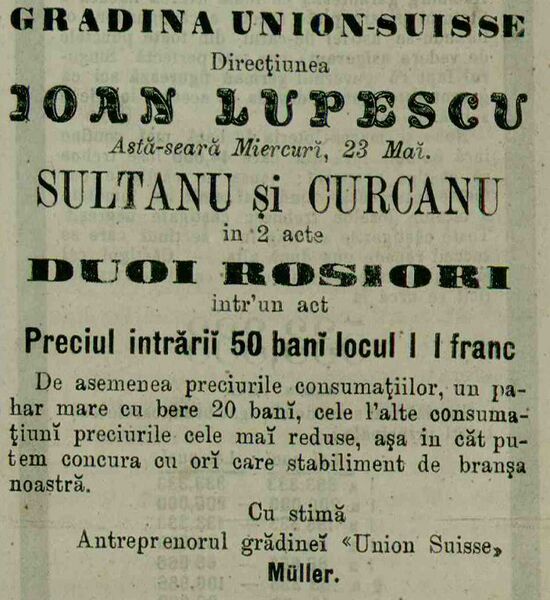 GRADINA UNION-SUISSE
Direcţiunea
IOAN LUPESCU
Astă-seară Miercurĭ, 23 Maĭ.
SULTANU şi CURCANU
in 2 acte
DUOI ROSIORI
intr'un act
Preciul intrăriĭ 50 banĭ locul I 1 franc
De asemenea preciurile consumaţiilor, un pa-
har mare cu bere 20 banĭ, cele l'alte consuma-
ţiunĭ preciurile cele maĭ reduse, aşa in căt pu-
tem concura cu orĭ care stabiliment de branşa
noastră.
Cu stimă
Antreprenorul grădineĭ «Union Suisse»
Müller.